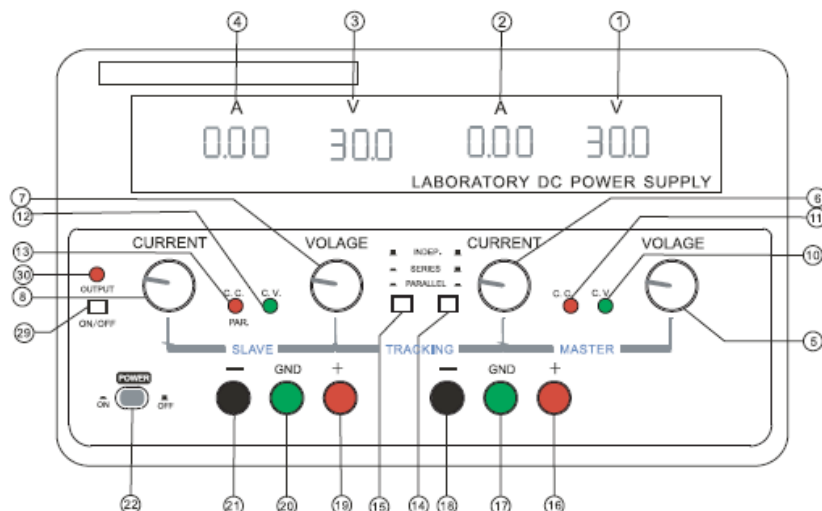 ④ ③ ② ①
A V A V
0.00 30.0 0.00 30.0
LABORATORY DC POWER SUPPLY
⑦ ⑥
⑫ ⑪
⑬ CURRENT VOLAGE INDEP. CURRENT VOLAGE ⑩
SERIES
㉚ OUTPUT C.C. C.V. PARALLEL C.C. C.V.
⑧
㉙ ON/OFF PAR. ⑤
SLAVE TRACKING MASTER
POWER − GND + − GND +
ON OFF
㉒ ㉑ ⑳ ⑲ ⑮ ⑭ ⑱ ⑰ ⑯